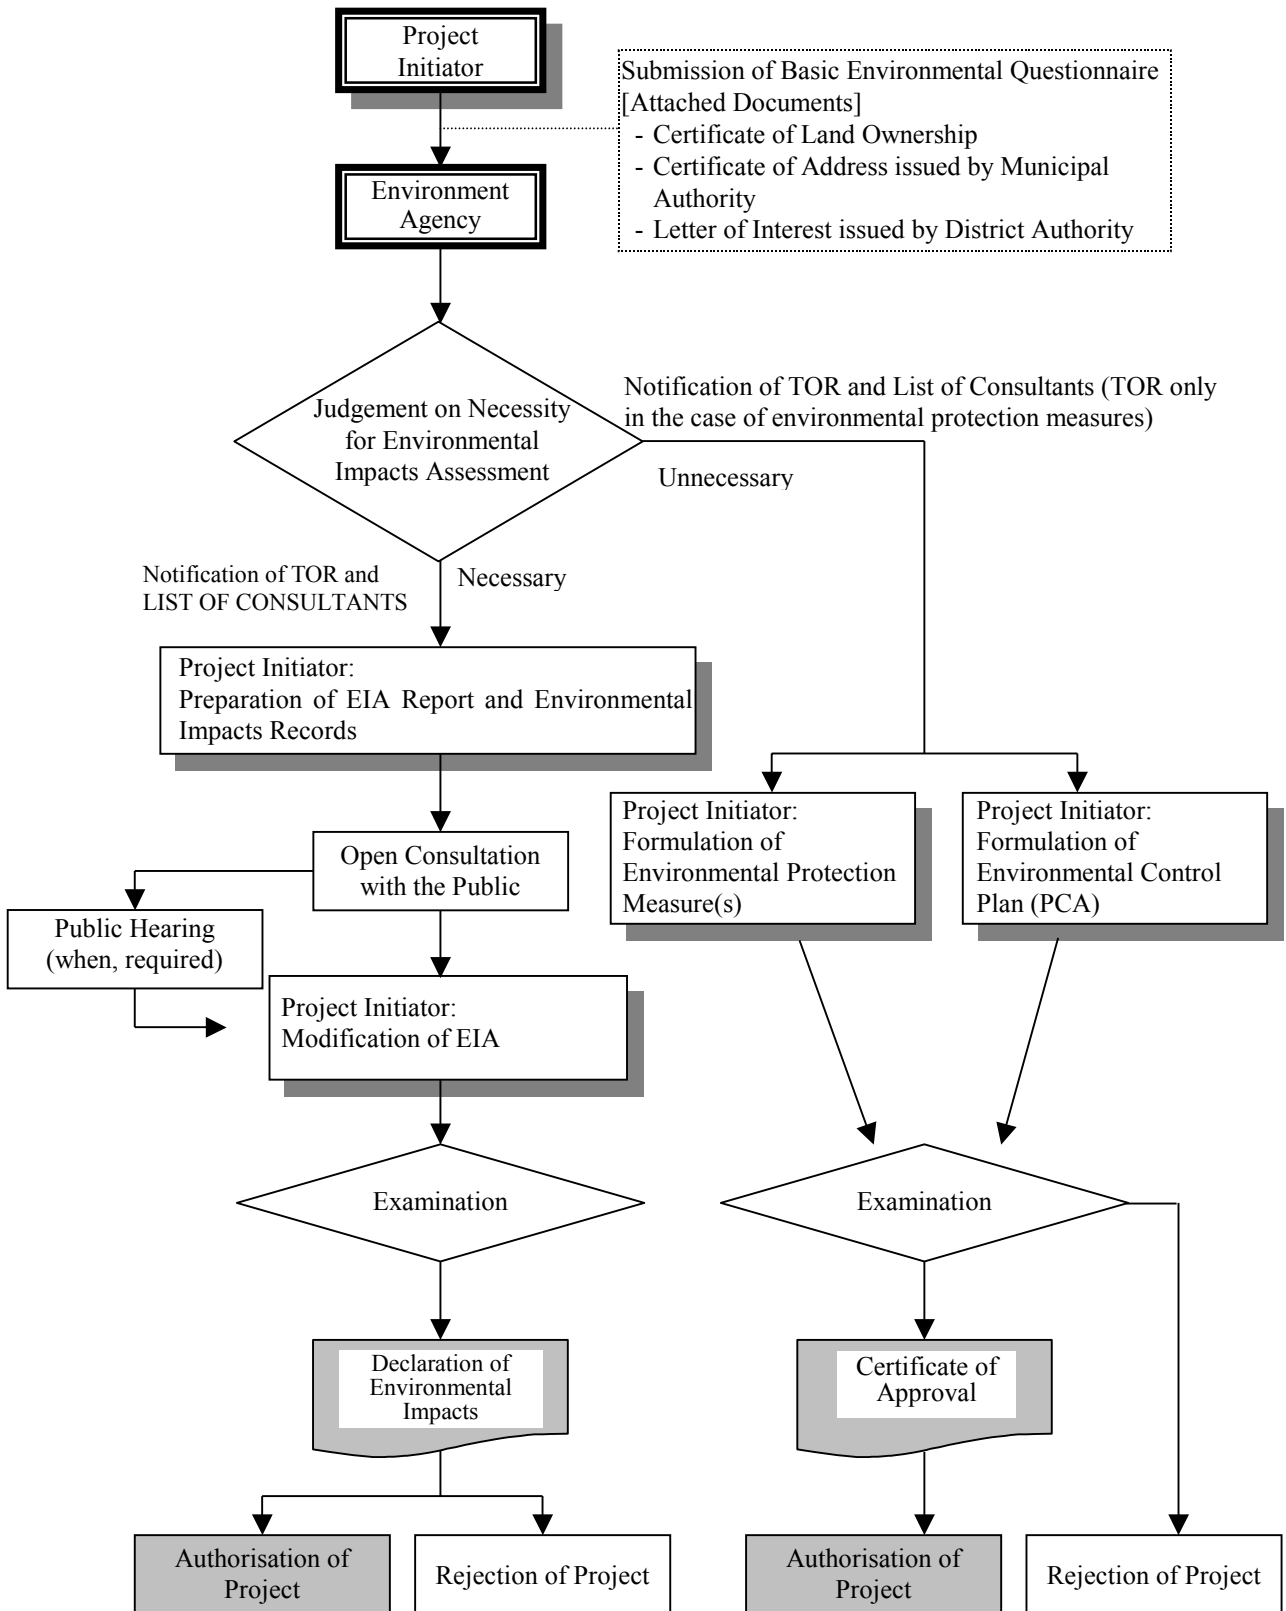 Project
Initiator
Submission of Basic Environmental Questionnaire
[Attached Documents]
- Certificate of Land Ownership
- Certificate of Address issued by Municipal
Authority
- Letter of Interest issued by District Authority
Environment
Agency
Judgement on Necessity
for Environmental
Impacts Assessment
Notification of TOR and List of Consultants (TOR only
in the case of environmental protection measures)
Unnecessary
Notification of TOR and
LIST OF CONSULTANTS
Necessary
Project Initiator:
Preparation of EIA Report and Environmental
Impacts Records
Open Consultation
with the Public
Public Hearing
(when, required)
Project Initiator:
Modification of EIA
Project Initiator:
Formulation of
Environmental Protection
Measure(s)
Project Initiator:
Formulation of
Environmental Control
Plan (PCA)
Examination
Examination
Declaration of
Environmental
Impacts
Certificate of
Approval
Authorisation of
Project
Rejection of Project
Authorisation of
Project
Rejection of Project